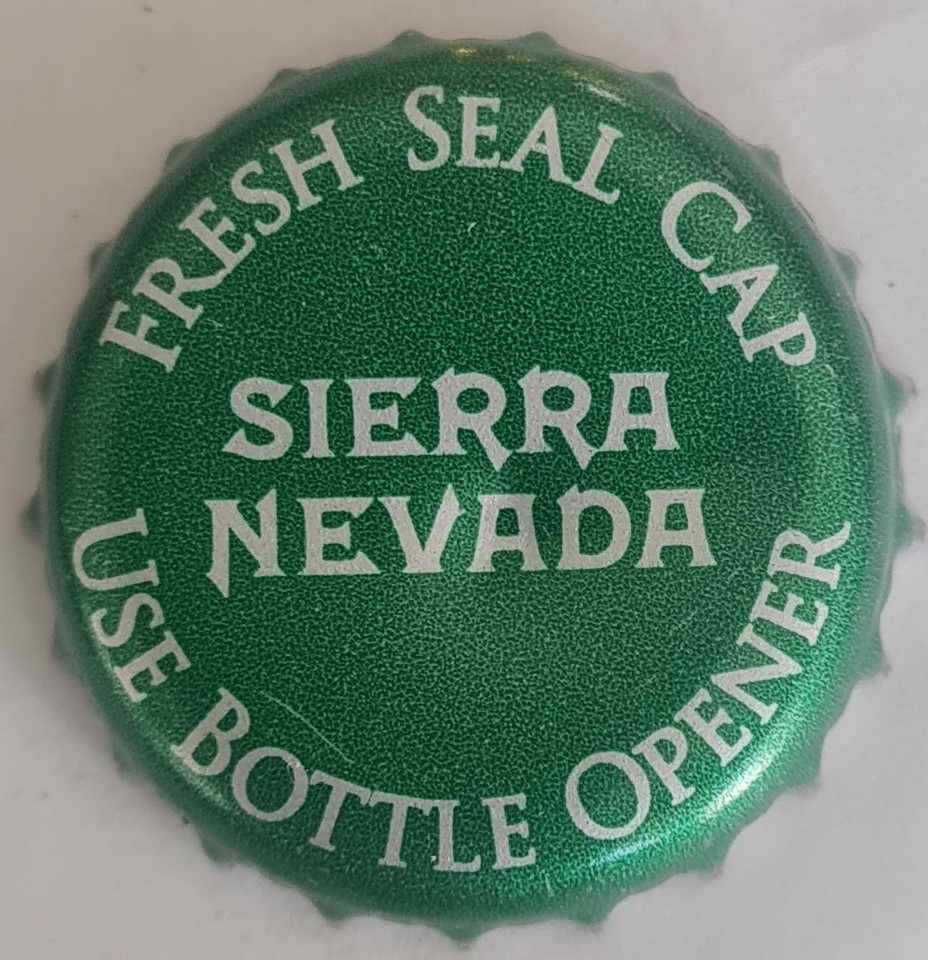 FRESH SEAL CAP
SIERRA
NEVADA
USE BOTTLE OPENER